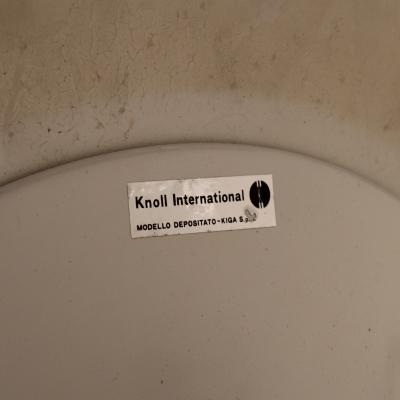 Knoll International
MODELLO DEPOSITATO-KIGA S.p.A